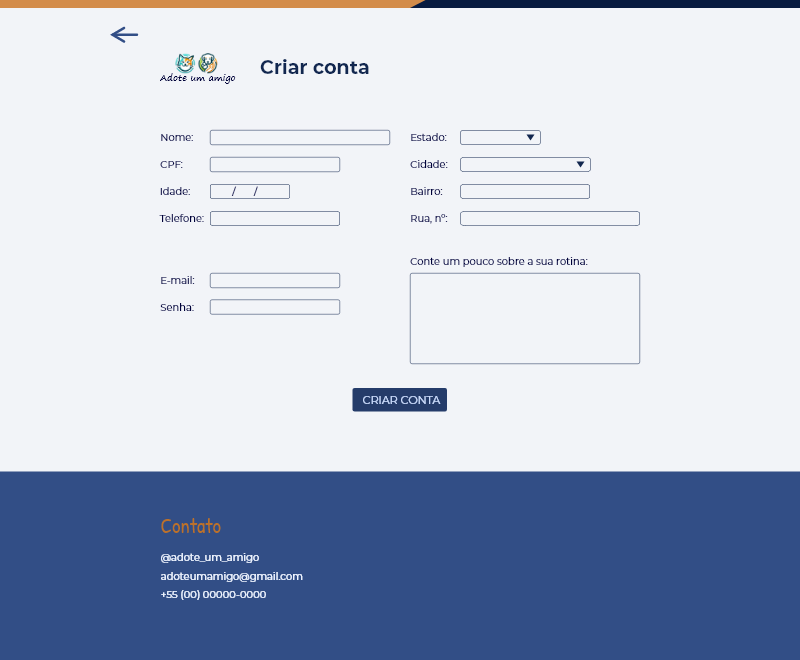 Adote um amigo
Criar conta
Nome:
CPF:
Idade: / /
Telefone:
E-mail:
Senha:
Estado:
Cidade:
Bairro:
Rua, nº:
Conte um pouco sobre a sua rotina:
CRIAR CONTA
Contato
@adote_um_amigo
adoteumamigo@gmail.com
+55 (00) 00000-0000